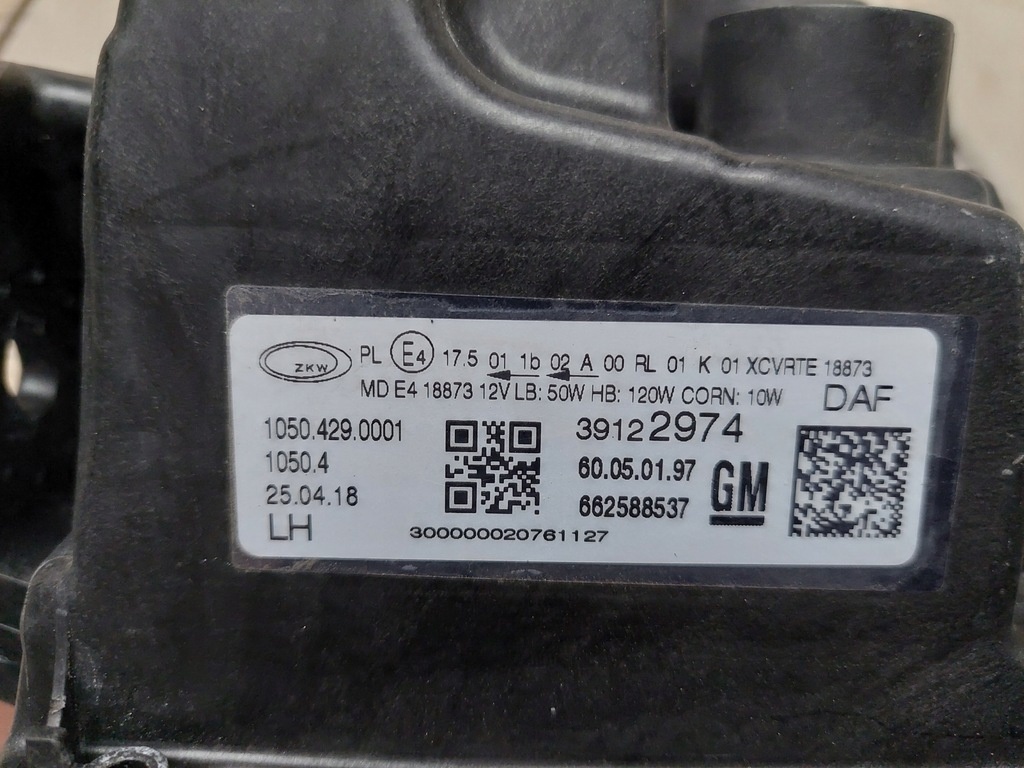 ZKW PL E4 17.5 01 1b 02 A 00 RL 01 K 01 XCVRTE 18873
MD E4 18873 12V LB: 50W HB: 120W CORN: 10W DAF
1050.429.0001
1050.4
25.04.18
LH
39122974
60.05.01.97
662588537
GM
300000020761127